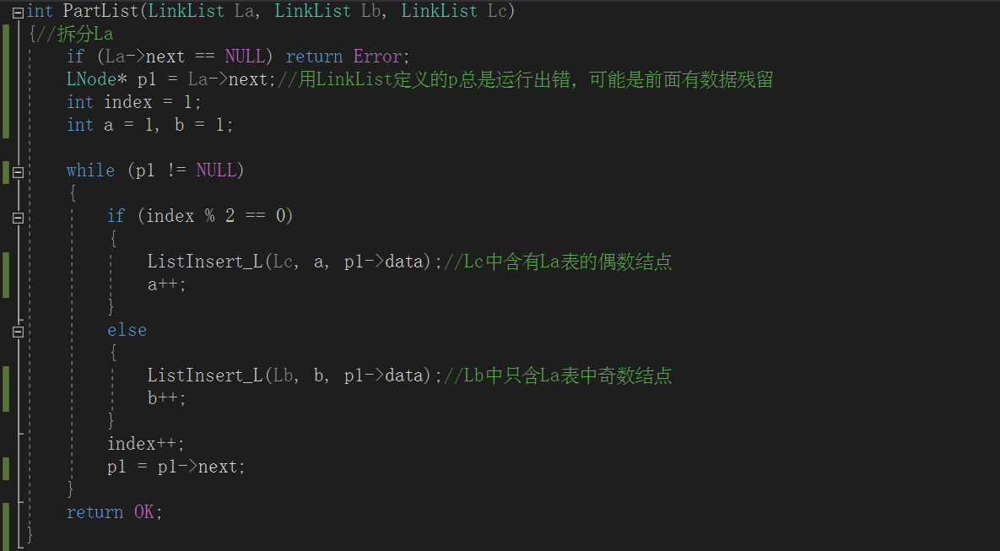 int PartList(LinkList La, LinkList Lb, LinkList Lc)
{//拆分La
if (La->next == NULL) return Error;
LNode* p1 = La->next;//用LinkList定义的p总是运行出错，可能是前面有数据残留
int index = 1;
int a = 1, b = 1;
while (p1 != NULL)
{
if (index % 2 == 0)
{
ListInsert_L(Lc, a, p1->data);//Lc中含有La表的偶数结点
a++;
}
else
{
ListInsert_L(Lb, b, p1->data);//Lb中只含La表中奇数结点
b++;
}
index++;
p1 = p1->next;
}
return OK;
}